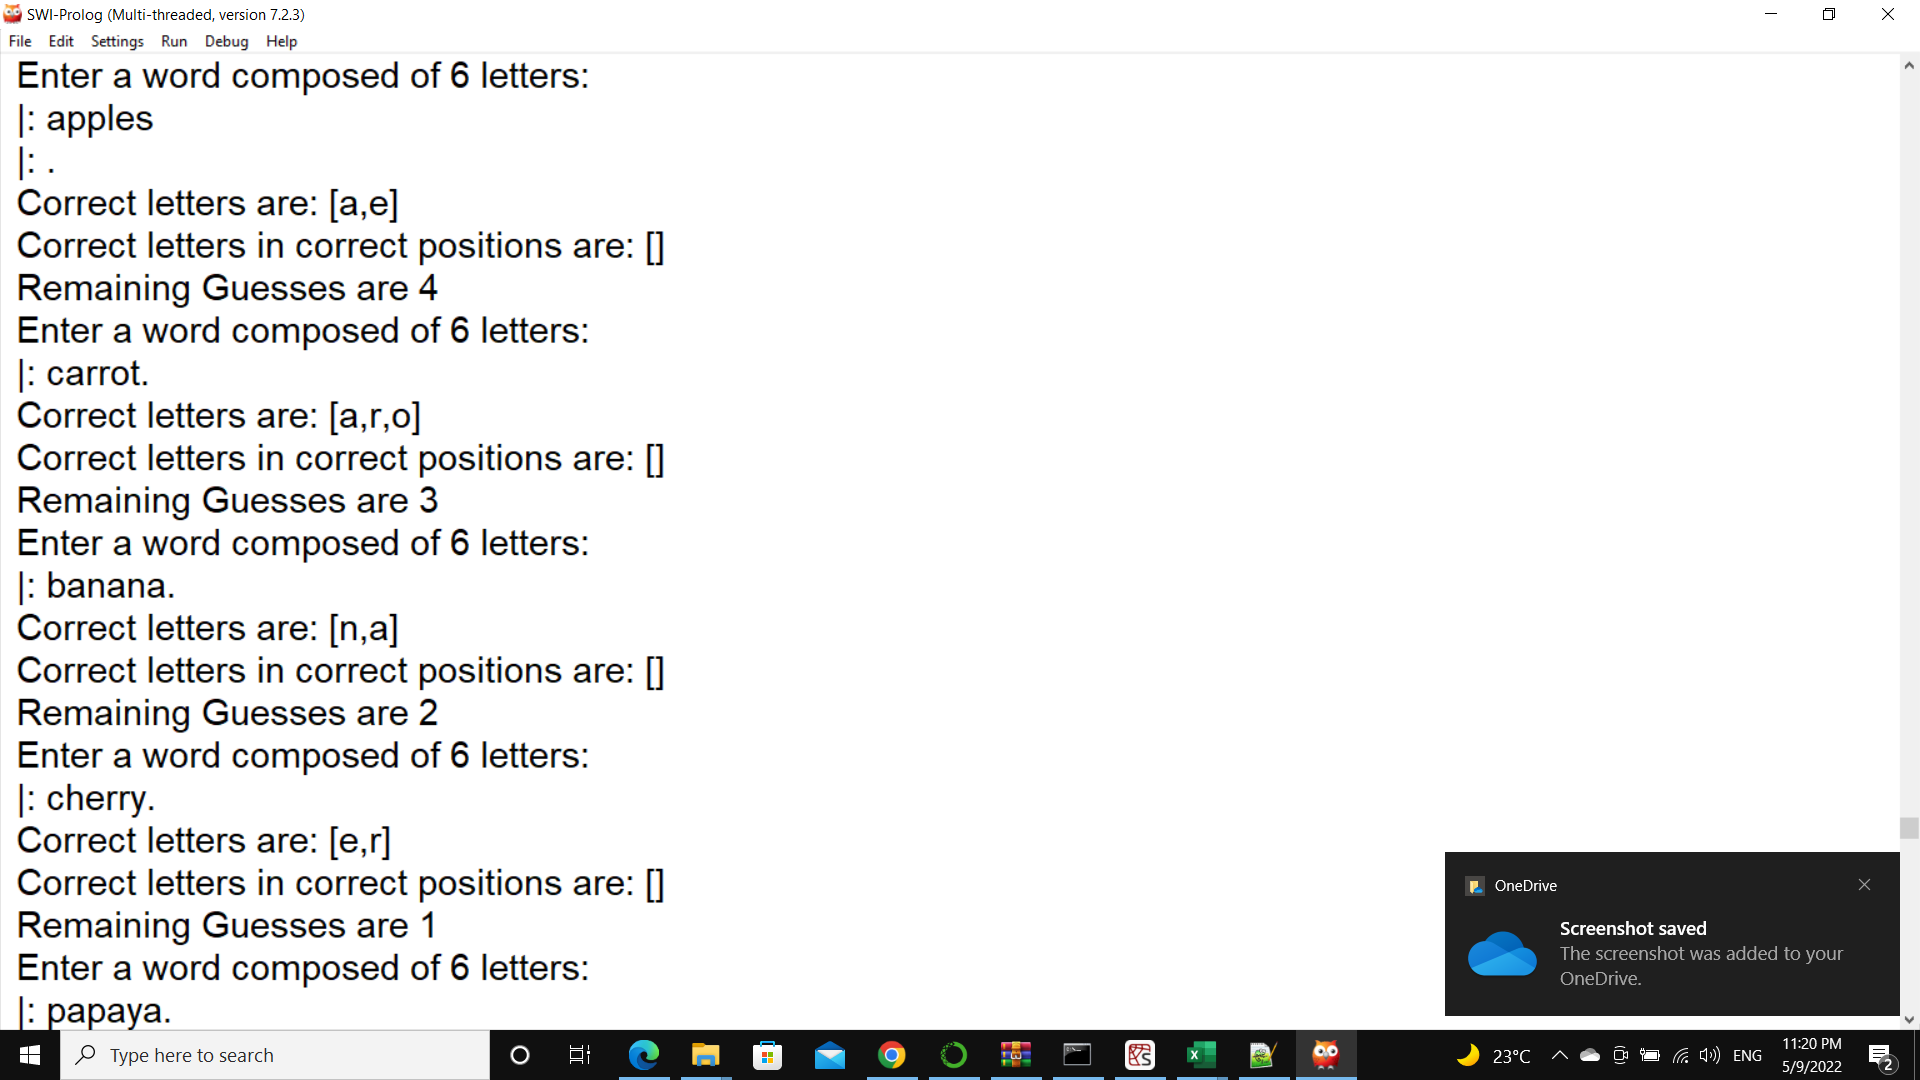 SWI-Prolog (Multi-threaded, version 7.2.3)
File Edit Settings Run Debug Help
Enter a word composed of 6 letters:
|: apples
|: .
Correct letters are: [a,e]
Correct letters in correct positions are: []
Remaining Guesses are 4
Enter a word composed of 6 letters:
|: carrot.
Correct letters are: [a,r,o]
Correct letters in correct positions are: []
Remaining Guesses are 3
Enter a word composed of 6 letters:
|: banana.
Correct letters are: [n,a]
Correct letters in correct positions are: []
Remaining Guesses are 2
Enter a word composed of 6 letters:
|: cherry.
Correct letters are: [e,r]
Correct letters in correct positions are: []
Remaining Guesses are 1
Enter a word composed of 6 letters:
|: papaya.
OneDrive
Screenshot saved
The screenshot was added to your
OneDrive.
Type here to search
23°C
ENG
11:20 PM
5/9/2022
2